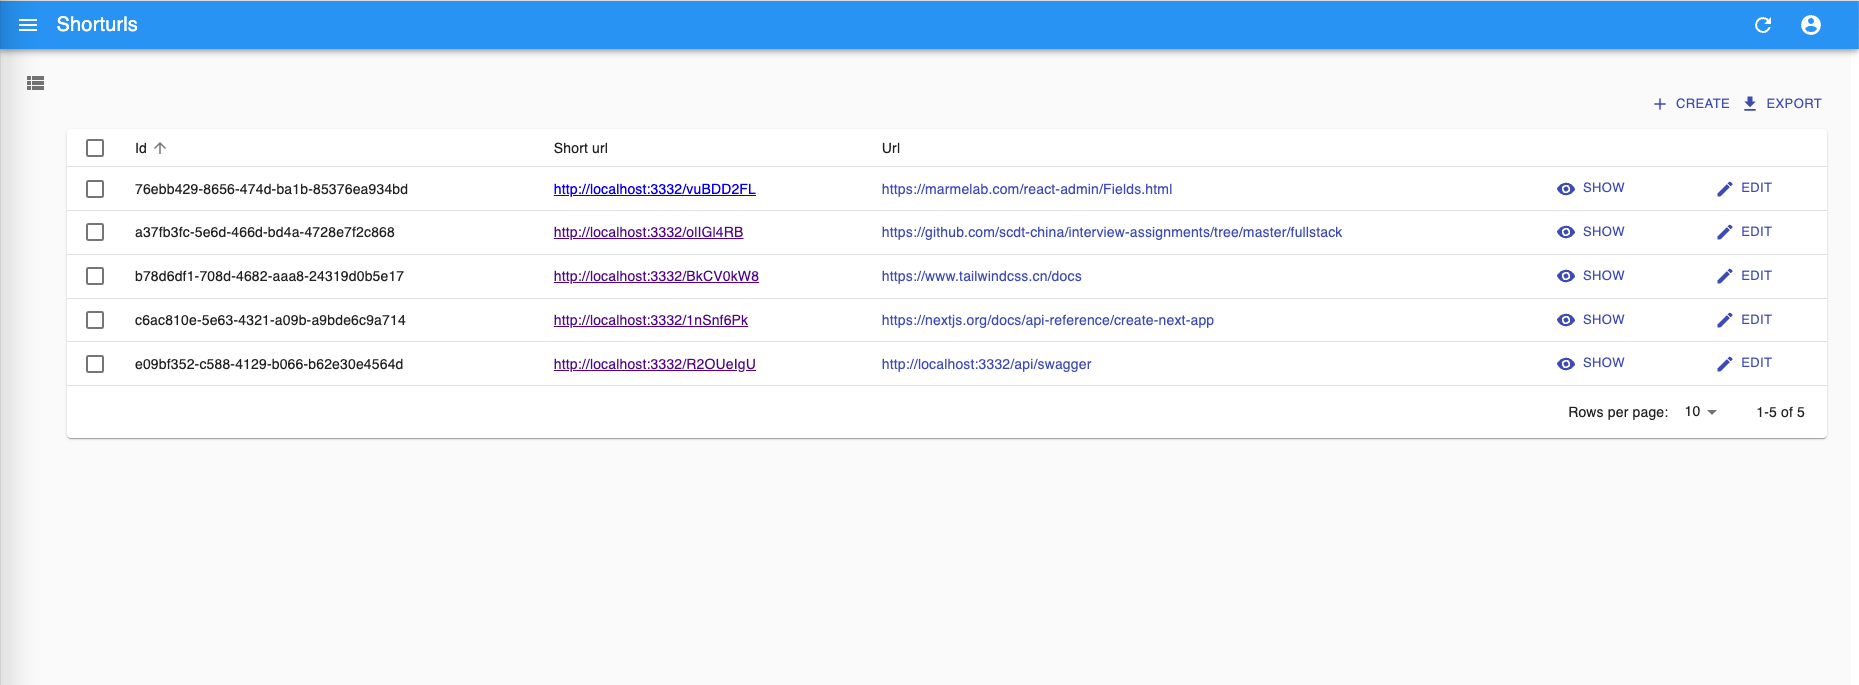 Shorturls
CREATE EXPORT
Id Short url Url
76ebb429-8656-474d-ba1b-85376ea934bd http://localhost:3332/vuBDD2FL https://marmelab.com/react-admin/Fields.html SHOW EDIT
a37fb3fc-5e6d-466d-bd4a-4728e7f2c868 http://localhost:3332/olIGl4RB https://github.com/scdt-china/interview-assignments/tree/master/fullstack SHOW EDIT
b78d6df1-708d-4682-aaa8-24319d0b5e17 http://localhost:3332/BkCV0kW8 https://www.tailwindcss.cn/docs SHOW EDIT
c6ac810e-5e63-4321-a09b-a9bde6c9a714 http://localhost:3332/1nSnf6Pk https://nextjs.org/docs/api-reference/create-next-app SHOW EDIT
e09bf352-c588-4129-b066-b62e30e4564d http://localhost:3332/R2OUeIgU http://localhost:3332/api/swagger SHOW EDIT
Rows per page: 10 1-5 of 5